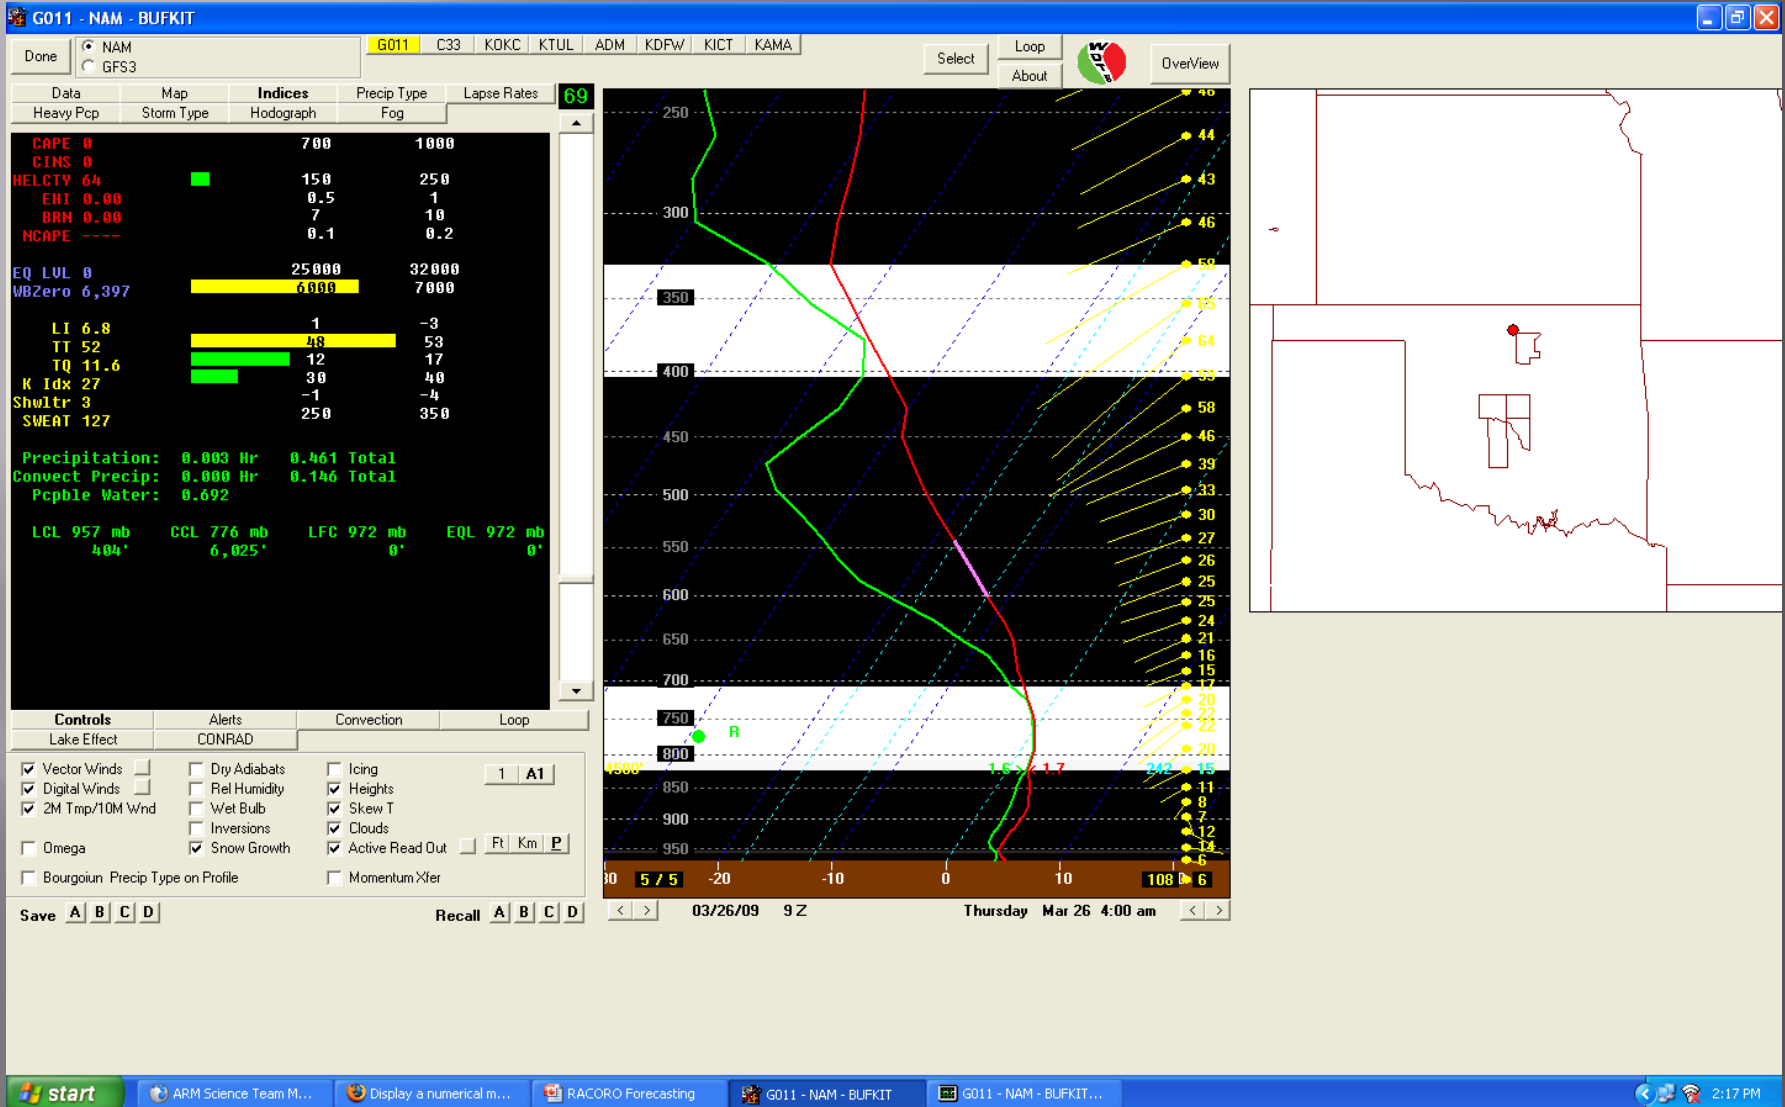 G011 - NAM - BUFKIT
Done
NAM
GFS3
G011 C33 KOKC KTUL ADM KDFW KICT KAMA
Select
Loop
About
OverView
Data Map Indices Precip Type Lapse Rates
Heavy Pcp Storm Type Hodograph Fog
69
CAPE 0 700 1000
CINS 0
HELCTY 64 150 250
EHI 0.00 0.5 1
BRN 0.00 7 10
NCAPE ---- 0.1 0.2
EQ LVL 0 25000 32000
WBZero 6,397 6000 7000
LI 6.8 1 -3
TT 52 48 53
TQ 11.6 12 17
K Idx 27 30 40
Shwltr 3 -1 -4
SWEAT 127 250 350
Precipitation: 0.003 Hr 0.461 Total
Convect Precip: 0.000 Hr 0.146 Total
Pcpble Water: 0.692
LCL 957 mb CCL 776 mb LFC 972 mb EQL 972 mb
404' 6,025' 0' 0'
Controls Alerts Convection Loop
Lake Effect CONRAD
Vector Winds Dry Adiabats Icing 1 A1
Digital Winds Rel Humidity Heights
2M Tmp/10M Wnd Wet Bulb Skew T
Inversions Clouds
Omega Snow Growth Active Read Out Ft Km P
Bourgoiun Precip Type on Profile Momentum Xfer
Save A B C D Recall A B C D
250
300
350
400
450
500
550
600
650
700
750
800
850
900
950
R
4500'
1.6 > < 1.7
242 15
46
44
43
46
58
65
64
55
58
46
39
33
30
27
26
25
25
24
21
16
15
17
20
22
22
20
11
8
7
12
14
6
30 5 / 5 -20 -10 0 10 108 6
< > 03/26/09 9 Z Thursday Mar 26 4:00 am < >
start
ARM Science Team M...
Display a numerical m...
RACORO Forecasting
G011 - NAM - BUFKIT
G011 - NAM - BUFKIT...
2:17 PM